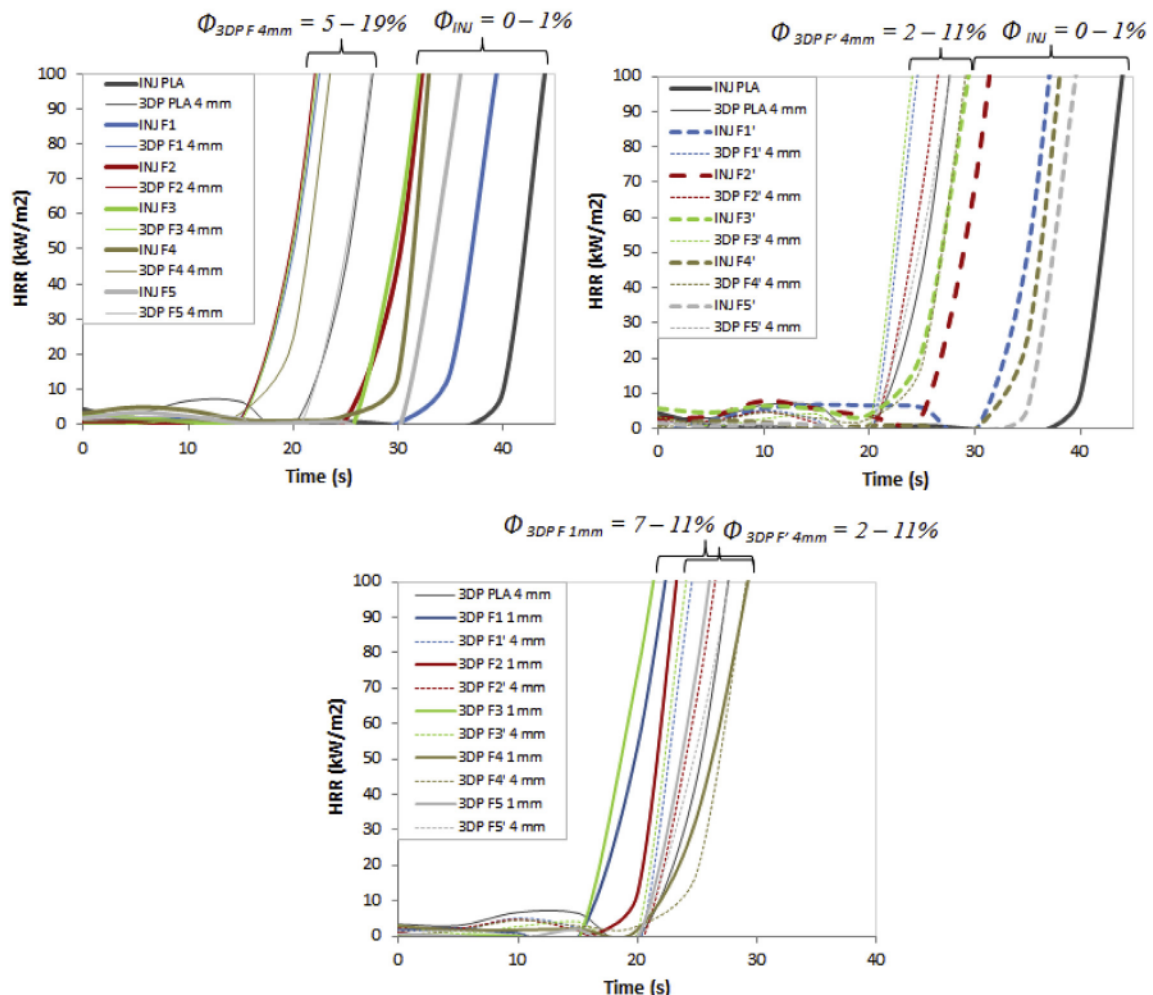 Φ 3DP F 4mm = 5 – 19%
Φ INJ = 0 – 1%
HRR (kW/m2)
100
90
80
70
60
50
40
30
20
10
0
INJ PLA
3DP PLA 4 mm
INJ F1
3DP F1 4 mm
INJ F2
3DP F2 4 mm
INJ F3
3DP F3 4 mm
INJ F4
3DP F4 4 mm
INJ F5
3DP F5 4 mm
0 10 20 30 40
Time (s)
Φ 3DP F' 4mm = 2 – 11%
Φ INJ = 0 – 1%
HRR (kW/m2)
100
90
80
70
60
50
40
30
20
10
0
INJ PLA
3DP PLA 4 mm
INJ F1'
3DP F1' 4 mm
INJ F2'
3DP F2' 4 mm
INJ F3'
3DP F3' 4 mm
INJ F4'
3DP F4' 4 mm
INJ F5'
3DP F5' 4 mm
0 10 20 30 40
Time (s)
Φ 3DP F 1mm = 7 – 11%
Φ 3DP F' 4mm = 2 – 11%
HRR (kW/m2)
100
90
80
70
60
50
40
30
20
10
0
3DP PLA 4 mm
3DP F1 1 mm
3DP F1' 4 mm
3DP F2 1 mm
3DP F2' 4 mm
3DP F3 1 mm
3DP F3' 4 mm
3DP F4 1 mm
3DP F4' 4 mm
3DP F5 1 mm
3DP F5' 4 mm
0 10 20 30 40
Time (s)